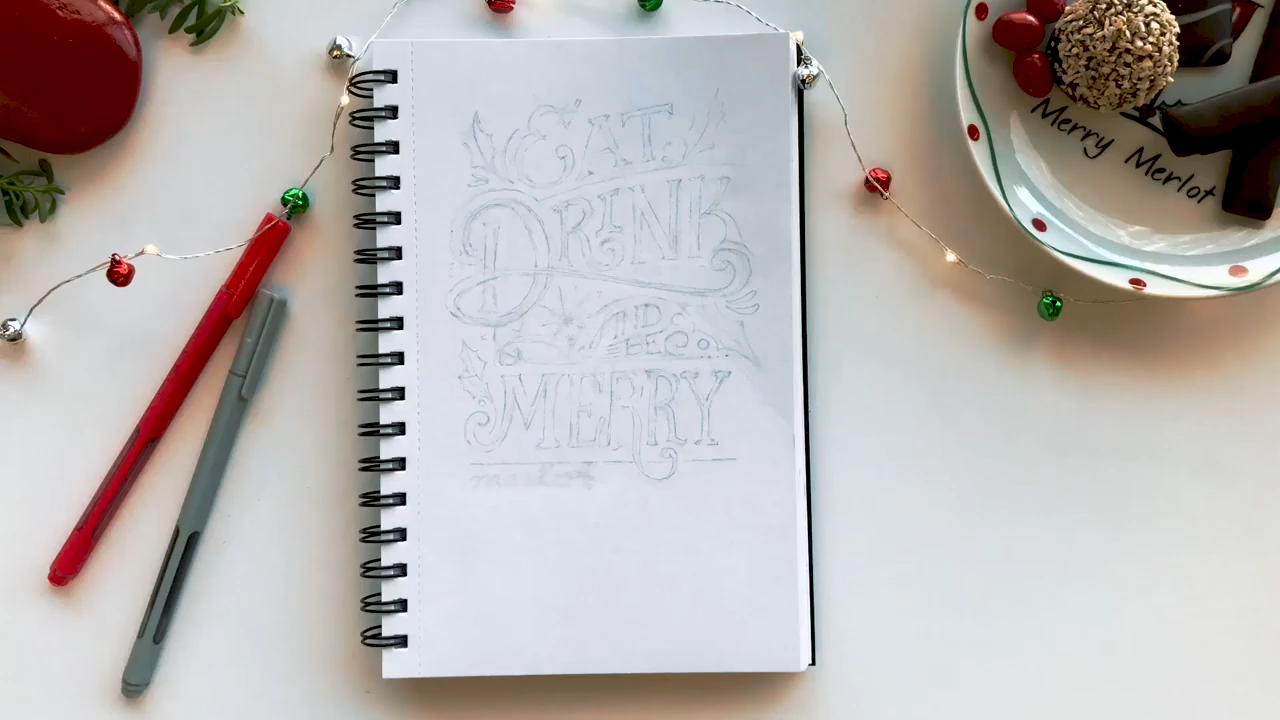 EAT,
DRINK
AND
BE
MERRY
Merry Merlot